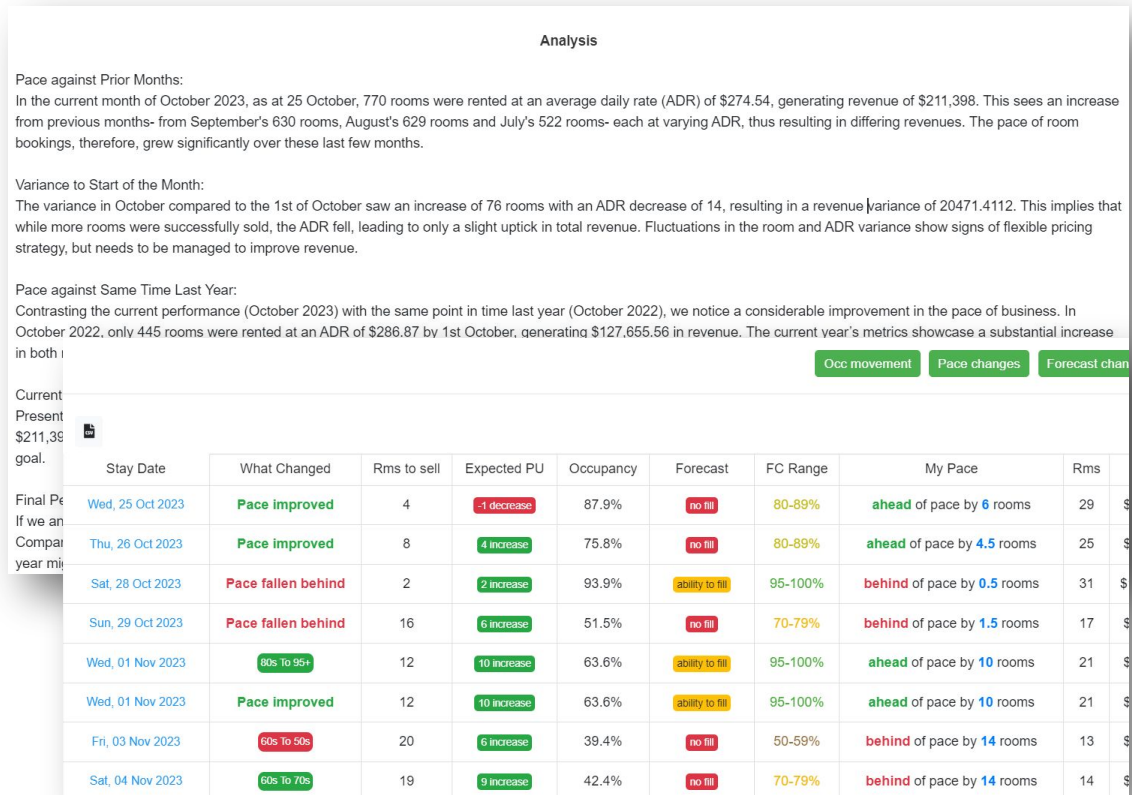 Analysis
Pace against Prior Months:
In the current month of October 2023, as at 25 October, 770 rooms were rented at an average daily rate (ADR) of $274.54, generating revenue of $211,398. This sees an increase
from previous months- from September's 630 rooms, August's 629 rooms and July's 522 rooms- each at varying ADR, thus resulting in differing revenues. The pace of room
bookings, therefore, grew significantly over these last few months.
Variance to Start of the Month:
The variance in October compared to the 1st of October saw an increase of 76 rooms with an ADR decrease of 14, resulting in a revenue variance of 20471.4112. This implies that
while more rooms were successfully sold, the ADR fell, leading to only a slight uptick in total revenue. Fluctuations in the room and ADR variance show signs of flexible pricing
strategy, but needs to be managed to improve revenue.
Pace against Same Time Last Year:
Contrasting the current performance (October 2023) with the same point in time last year (October 2022), we notice a considerable improvement in the pace of business. In
October 2022, only 445 rooms were rented at an ADR of $286.87 by 1st October, generating $127,655.56 in revenue. The current year's metrics showcase a substantial increase
in both
Current
Present
$211,39
goal.
Final Pe
If we an
Compar
year mi
Occ movement Pace changes Forecast chan
CSV
Stay Date What Changed Rms to sell Expected PU Occupancy Forecast FC Range My Pace Rms
Wed, 25 Oct 2023 Pace improved 4 -1 decrease 87.9% no fill 80-89% ahead of pace by 6 rooms 29 $
Thu, 26 Oct 2023 Pace improved 8 4 increase 75.8% no fill 80-89% ahead of pace by 4.5 rooms 25 $
Sat, 28 Oct 2023 Pace fallen behind 2 2 increase 93.9% ability to fill 95-100% behind of pace by 0.5 rooms 31 $
Sun, 29 Oct 2023 Pace fallen behind 16 6 increase 51.5% no fill 70-79% behind of pace by 1.5 rooms 17 $
Wed, 01 Nov 2023 80s To 95+ 12 10 increase 63.6% ability to fill 95-100% ahead of pace by 10 rooms 21 $
Wed, 01 Nov 2023 Pace improved 12 10 increase 63.6% ability to fill 95-100% ahead of pace by 10 rooms 21 $
Fri, 03 Nov 2023 60s To 50s 20 6 increase 39.4% no fill 50-59% behind of pace by 14 rooms 13 $
Sat, 04 Nov 2023 60s To 70s 19 9 increase 42.4% no fill 70-79% behind of pace by 14 rooms 14 $